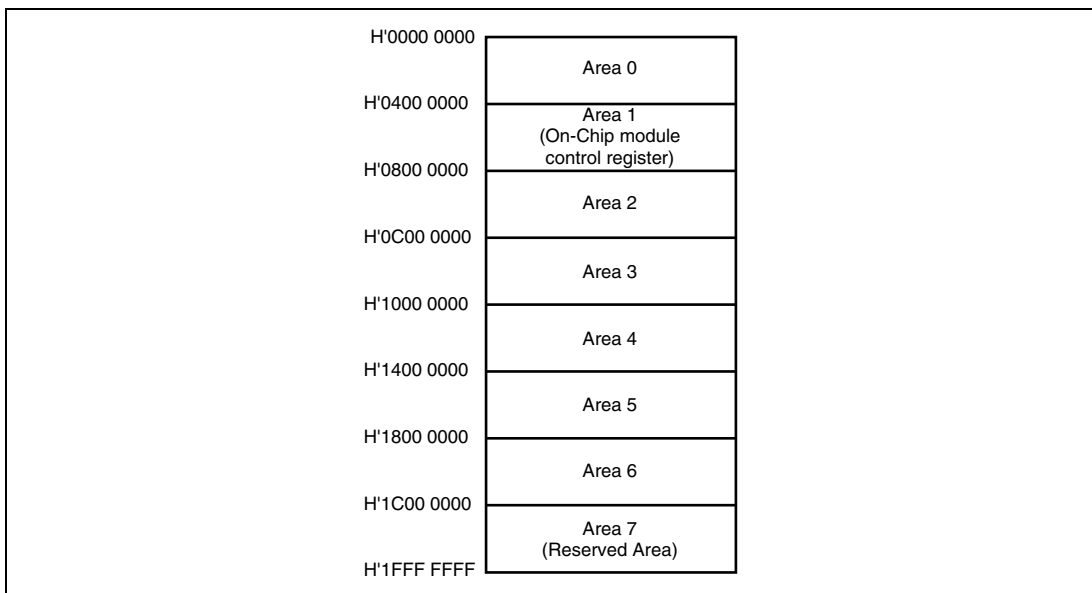 H'0000 0000
Area 0
H'0400 0000
Area 1
(On-Chip module
control register)
H'0800 0000
Area 2
H'0C00 0000
Area 3
H'1000 0000
Area 4
H'1400 0000
Area 5
H'1800 0000
Area 6
H'1C00 0000
Area 7
(Reserved Area)
H'1FFF FFFF